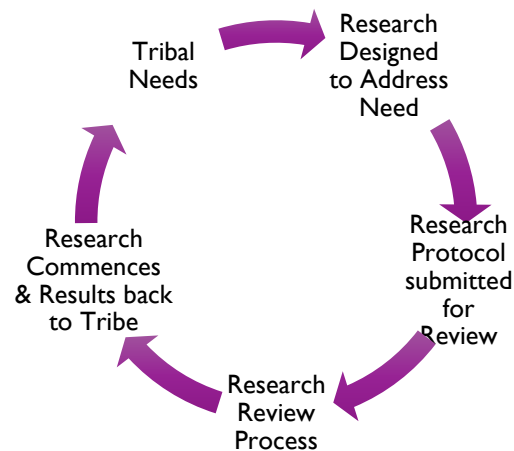 Tribal
Needs
Research
Designed
to Address
Need
Research
Protocol
submitted
for
Review
Research
Review
Process
Research
Commences
& Results back
to Tribe